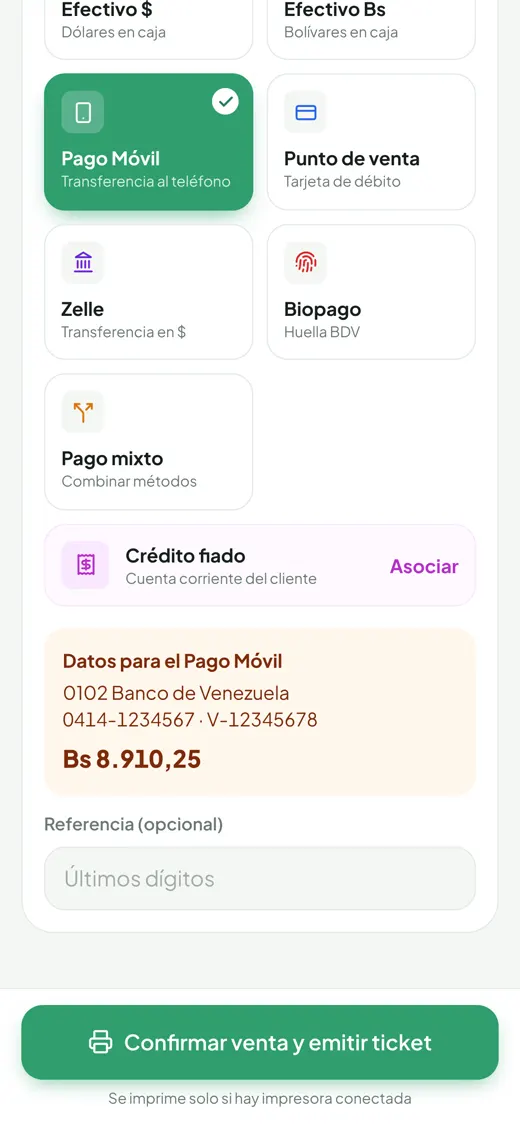 Efectivo $
Dólares en caja
Efectivo Bs
Bolívares en caja
Pago Móvil
Transferencia al teléfono
Punto de venta
Tarjeta de débito
Zelle
Transferencia en $
Biopago
Huella BDV
Pago mixto
Combinar métodos
Crédito fiado
Cuenta corriente del cliente
Asociar
Datos para el Pago Móvil
0102 Banco de Venezuela
0414-1234567 · V-12345678
Bs 8.910,25
Referencia (opcional)
Últimos dígitos
Confirmar venta y emitir ticket
Se imprime solo si hay impresora conectada